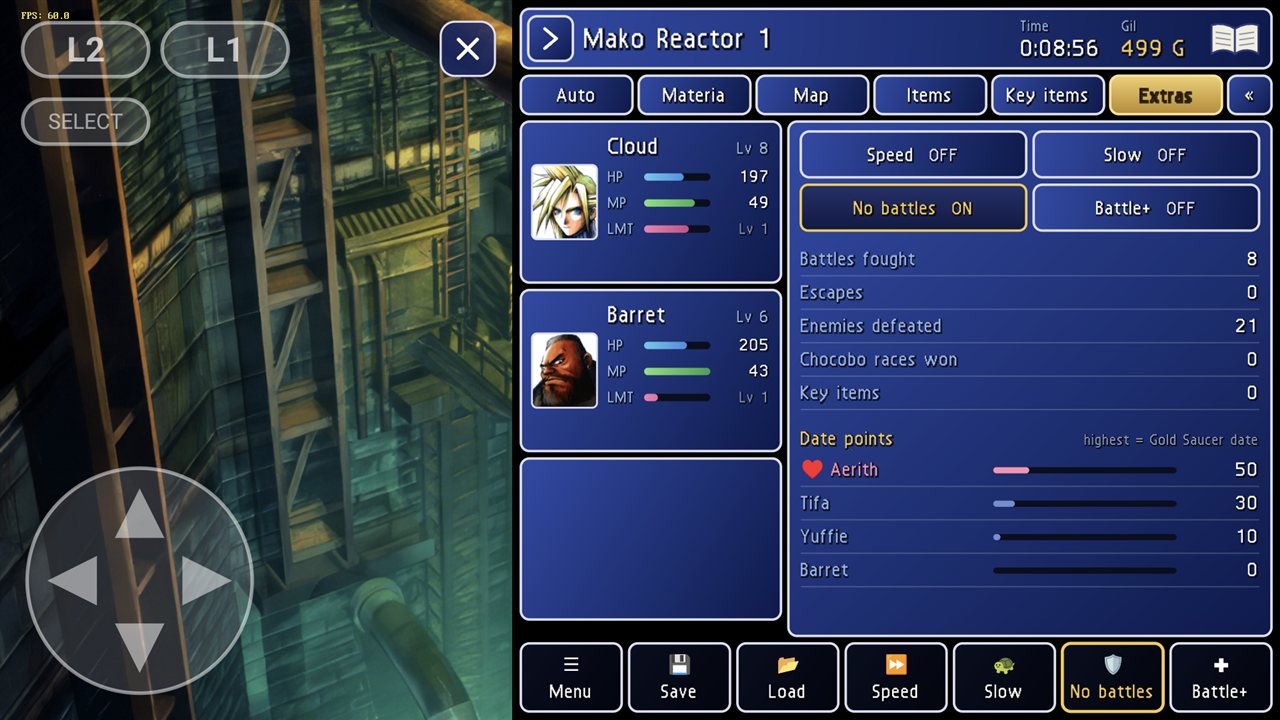 FPS: 60.0
L2
L1
SELECT
Mako Reactor 1
Time
0:08:56
Gil
499 G
Auto
Materia
Map
Items
Key items
Extras
«
Cloud
Lv 8
HP 197
MP 49
LMT Lv 1
Barret
Lv 6
HP 205
MP 43
LMT Lv 1
Speed OFF
Slow OFF
No battles ON
Battle+ OFF
Battles fought 8
Escapes 0
Enemies defeated 21
Chocobo races won 0
Key items 0
Date points highest = Gold Saucer date
Aerith 50
Tifa 30
Yuffie 10
Barret 0
Menu
Save
Load
Speed
Slow
No battles
Battle+